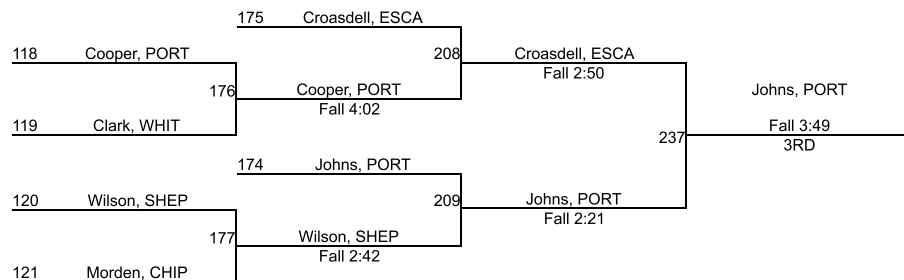 175 Croasdell, ESCA
118 Cooper, PORT
208 Croasdell, ESCA
Fall 2:50
176 Cooper, PORT
Fall 4:02
Johns, PORT
119 Clark, WHIT
Fall 3:49
237
3RD
174 Johns, PORT
120 Wilson, SHEP
209 Johns, PORT
Fall 2:21
177 Wilson, SHEP
Fall 2:42
121 Morden, CHIP